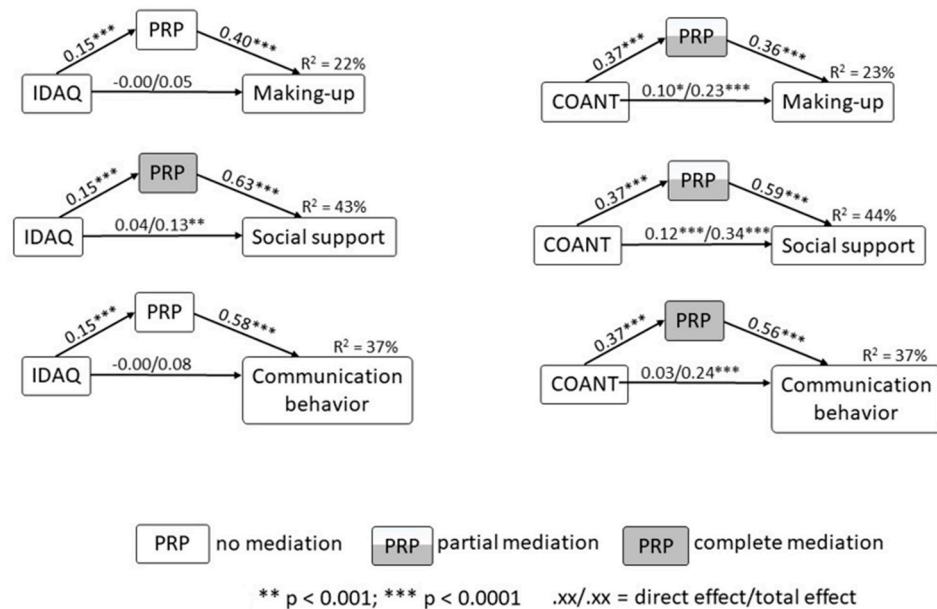 0.15***
PRP
0.40***
R² = 22%
IDAQ
-0.00/0.05
Making-up
0.37***
PRP
0.36***
R² = 23%
COANT
0.10*/0.23***
Making-up
0.15***
PRP
0.63***
R² = 43%
IDAQ
0.04/0.13**
Social support
0.37***
PRP
0.59***
R² = 44%
COANT
0.12***/0.34***
Social support
0.15***
PRP
0.58***
R² = 37%
IDAQ
-0.00/0.08
Communication
behavior
0.37***
PRP
0.56***
R² = 37%
COANT
0.03/0.24***
Communication
behavior
PRP no mediation
PRP partial mediation
PRP complete mediation
** p < 0.001; *** p < 0.0001 .xx/.xx = direct effect/total effect